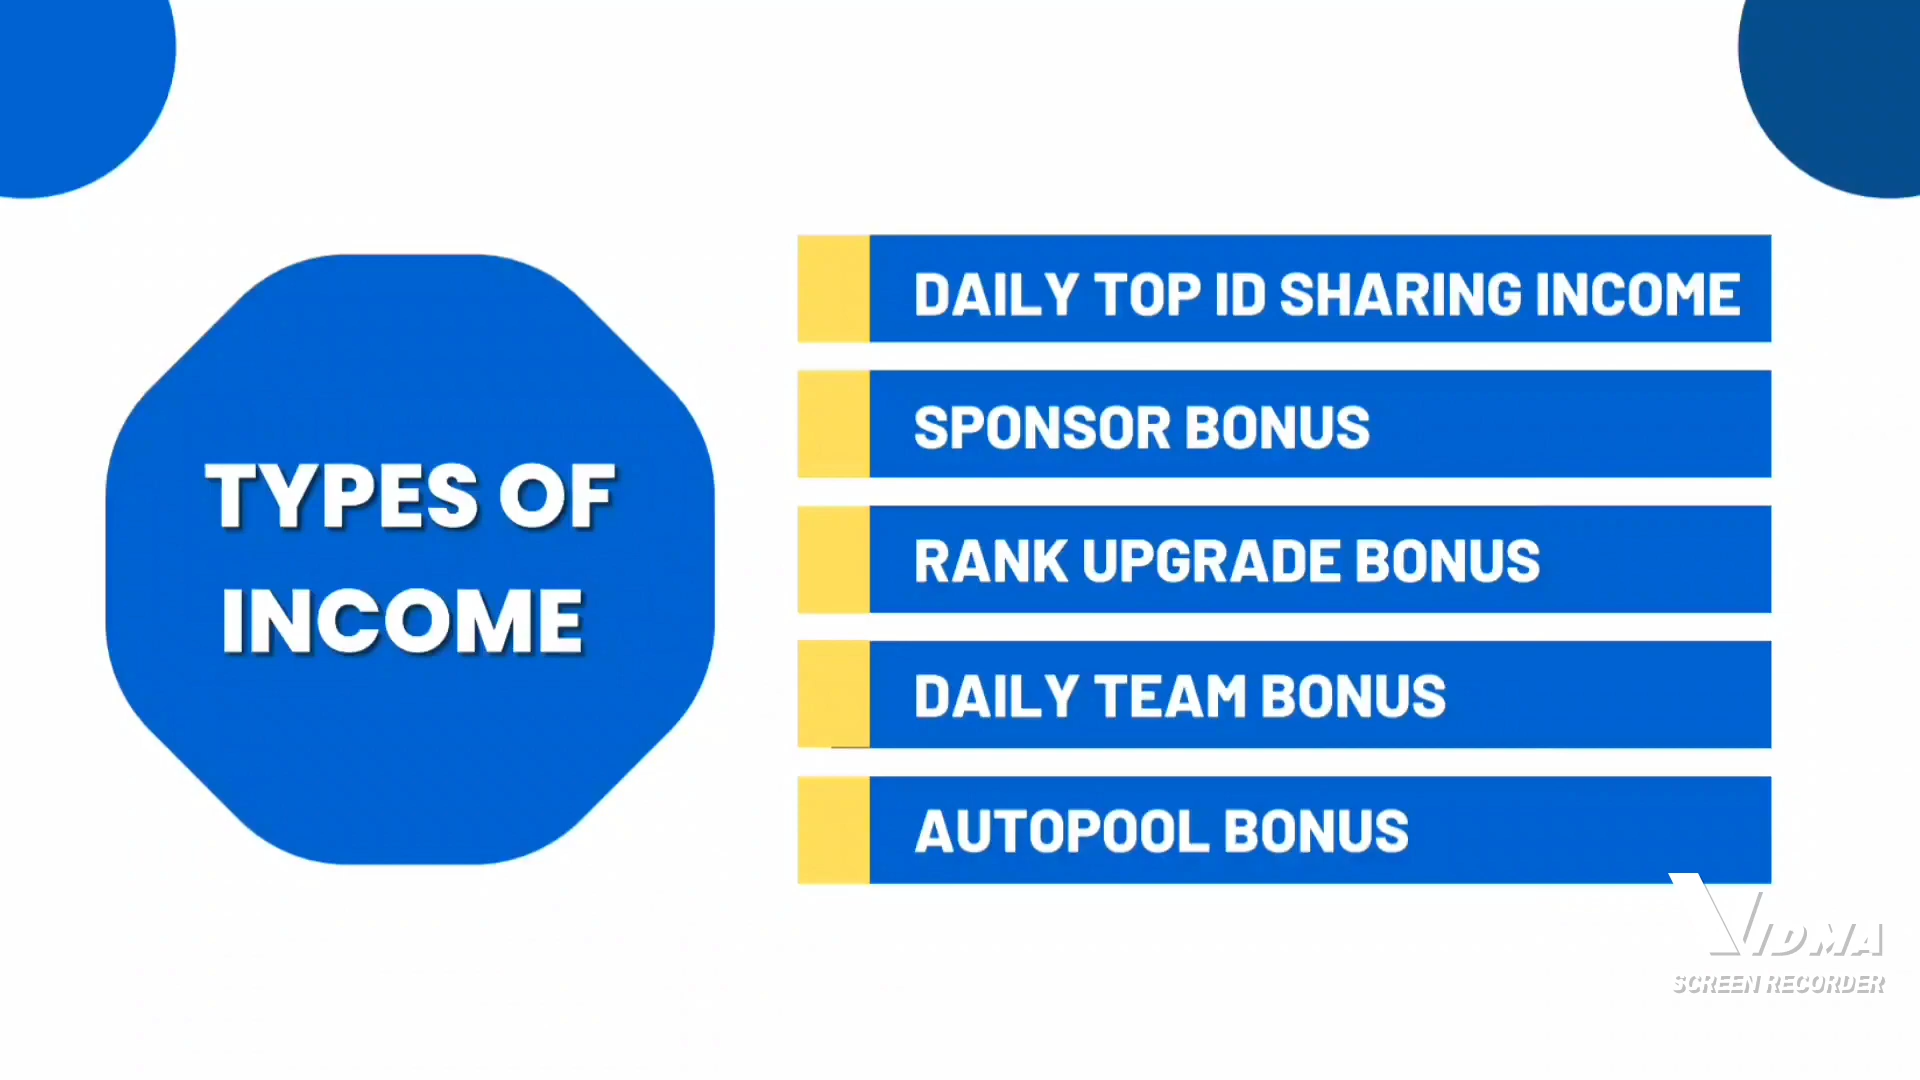 TYPES OF
INCOME
DAILY TOP ID SHARING INCOME
SPONSOR BONUS
RANK UPGRADE BONUS
DAILY TEAM BONUS
AUTOPOOL BONUS
VIDMA
SCREEN RECORDER